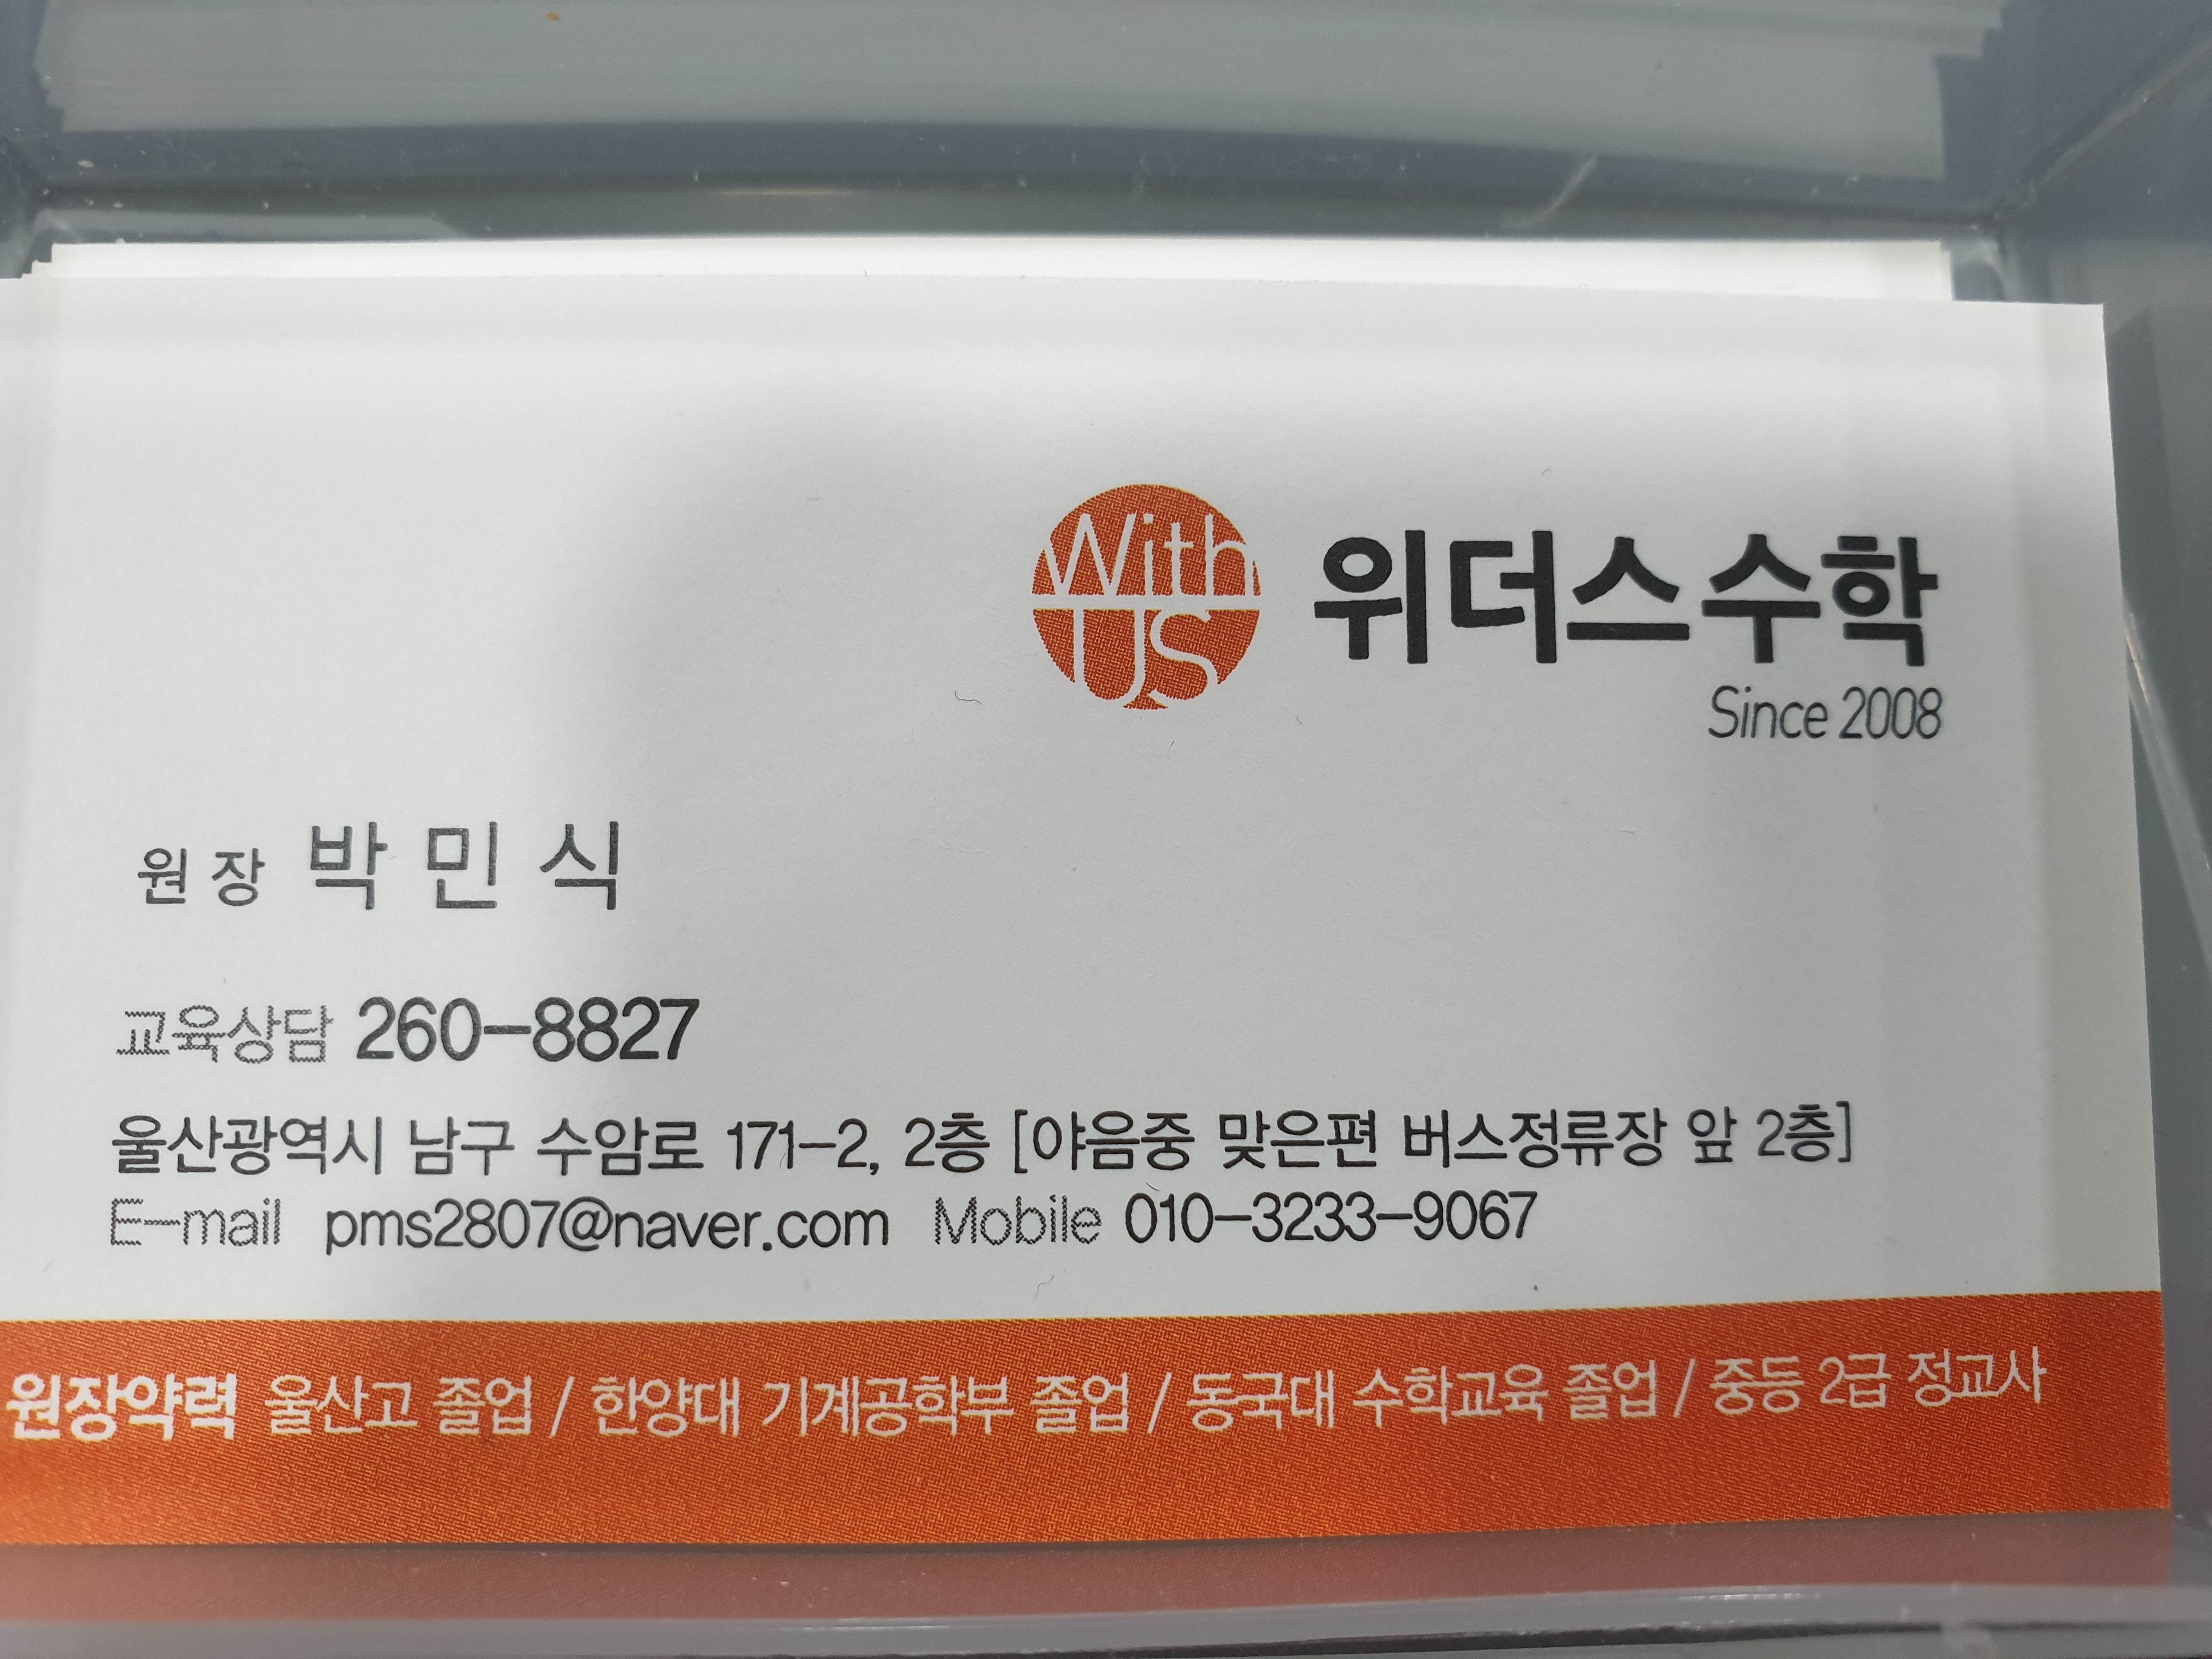 With
US
위더스수학
Since 2008
원장 박민식
교육상담 260-8827
울산광역시 남구 수암로 171-2, 2층 [야음중 맞은편 버스정류장 앞 2층]
E-mail pms2807@naver.com Mobile 010-3233-9067
원장약력 울산고 졸업 / 한양대 기계공학부 졸업 / 동국대 수학교육 졸업 / 중등 2급 정교사